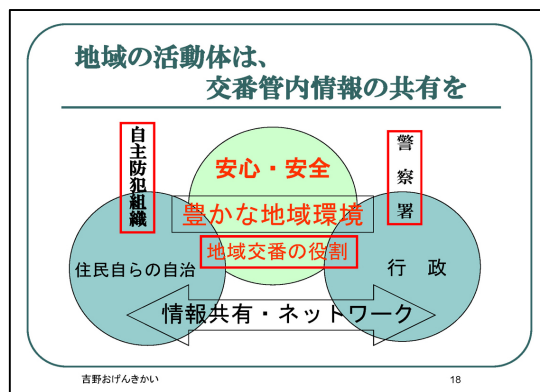 地域の活動体は、
交番管内情報の共有を
自主防犯組織
警察署
安心・安全
豊かな地域環境
地域交番の役割
住民自らの自治
行 政
情報共有・ネットワーク
吉野おげんきかい
18